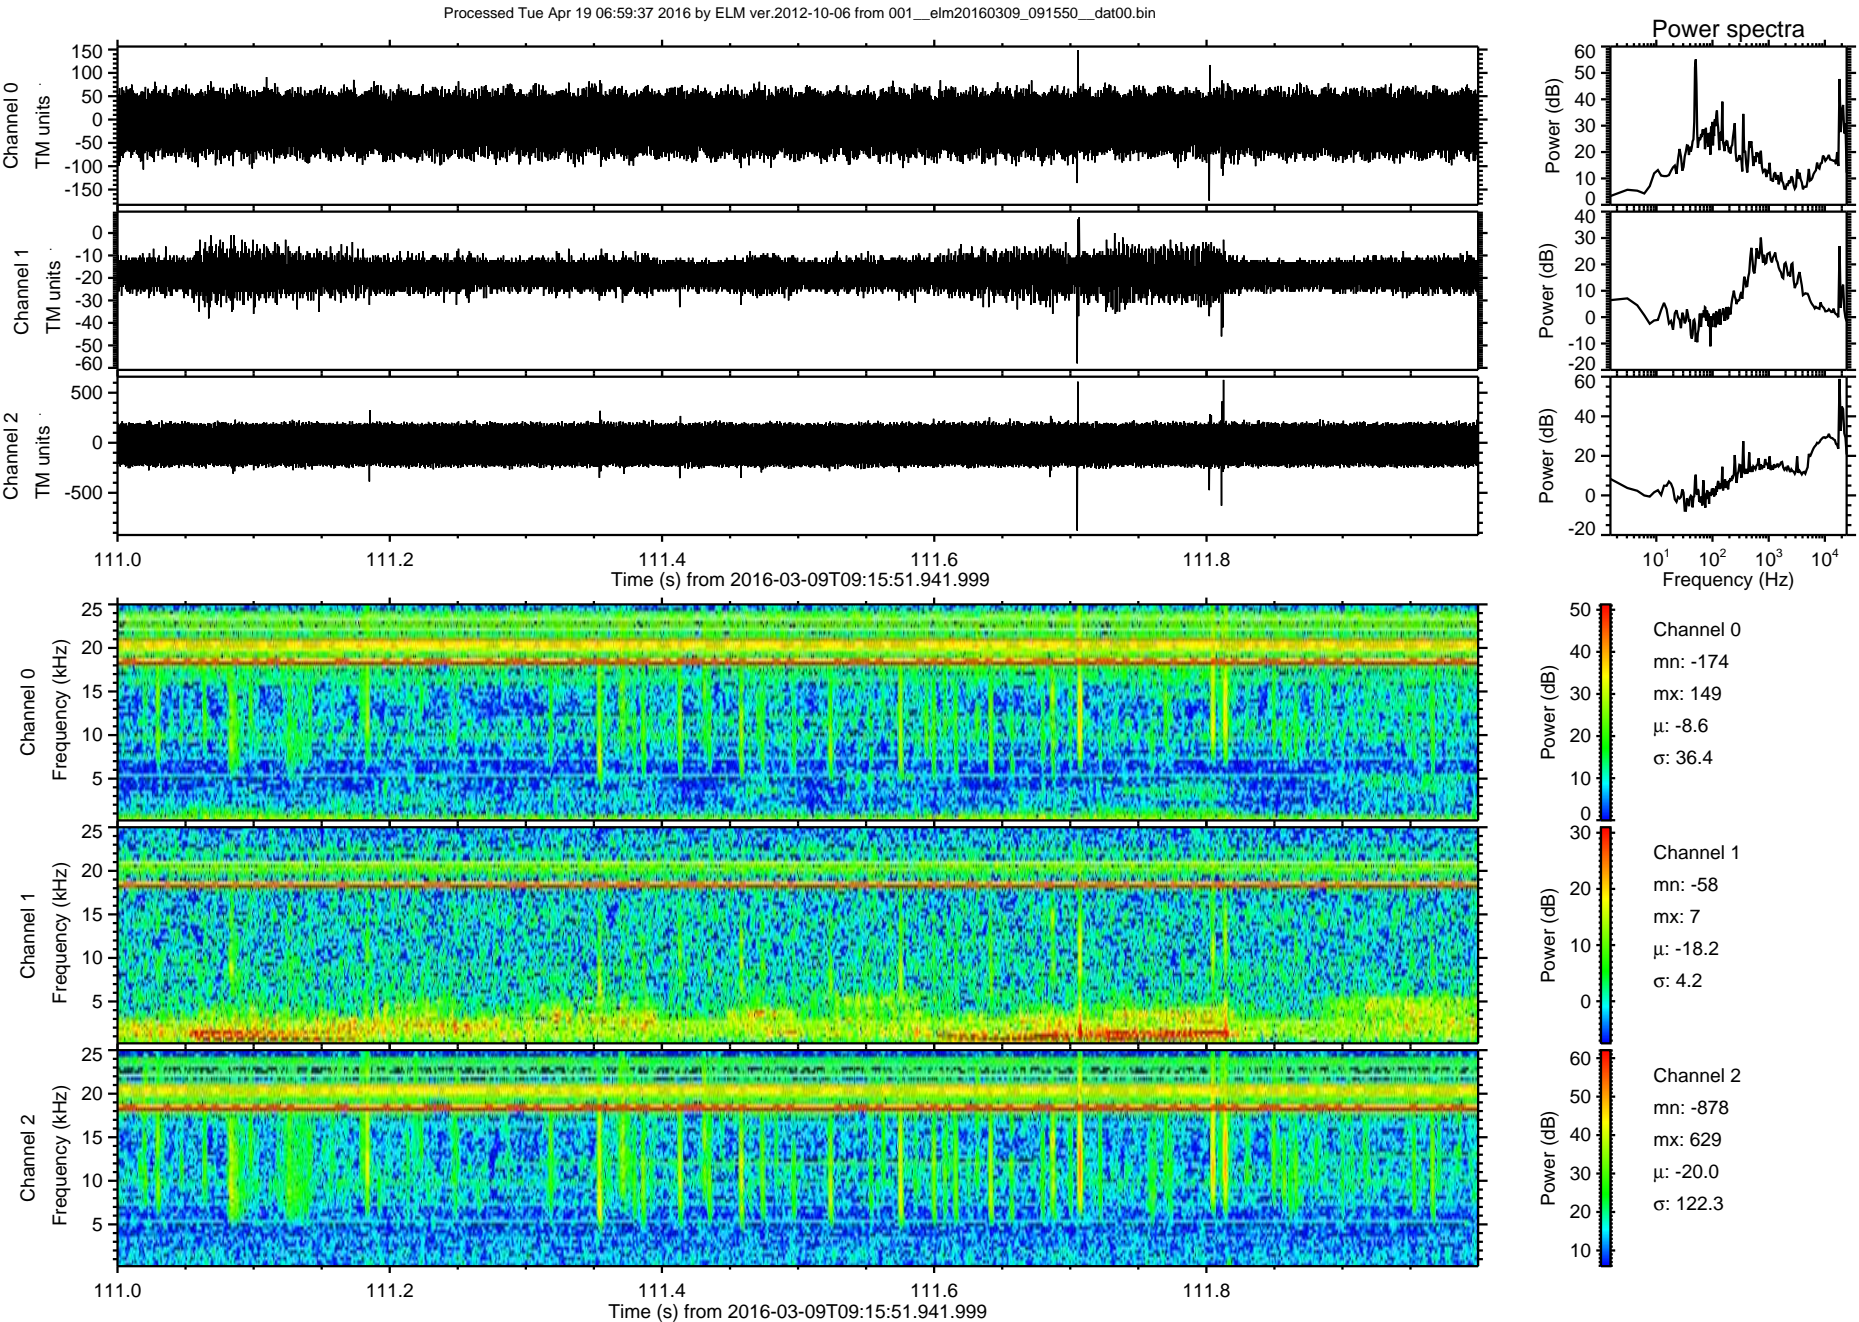 Processed Tue Apr 19 06:59:37 2016 by ELM ver.2012-10-06 from 001__elm20160309_091550__dat00.bin
Power spectra
Channel 0
TM units
150
100
50
0
-50
-100
-150
Power (dB)
60
50
40
30
20
10
0
Channel 1
TM units
0
-10
-20
-30
-40
-50
-60
Power (dB)
40
30
20
10
0
-10
-20
Channel 2
TM units
500
0
-500
Power (dB)
60
40
20
0
-20
111.0 111.2 111.4 111.6 111.8
Time (s) from 2016-03-09T09:15:51.941.999
10^1 10^2 10^3 10^4
Frequency (Hz)
Channel 0
Frequency (kHz)
25
20
15
10
5
Power (dB)
50
40
30
20
10
0
Channel 0
mn: -174
mx: 149
µ: -8.6
σ: 36.4
Channel 1
Frequency (kHz)
25
20
15
10
5
Power (dB)
30
20
10
0
Channel 1
mn: -58
mx: 7
µ: -18.2
σ: 4.2
Channel 2
Frequency (kHz)
25
20
15
10
5
Power (dB)
60
50
40
30
20
10
Channel 2
mn: -878
mx: 629
µ: -20.0
σ: 122.3
111.0 111.2 111.4 111.6 111.8
Time (s) from 2016-03-09T09:15:51.941.999